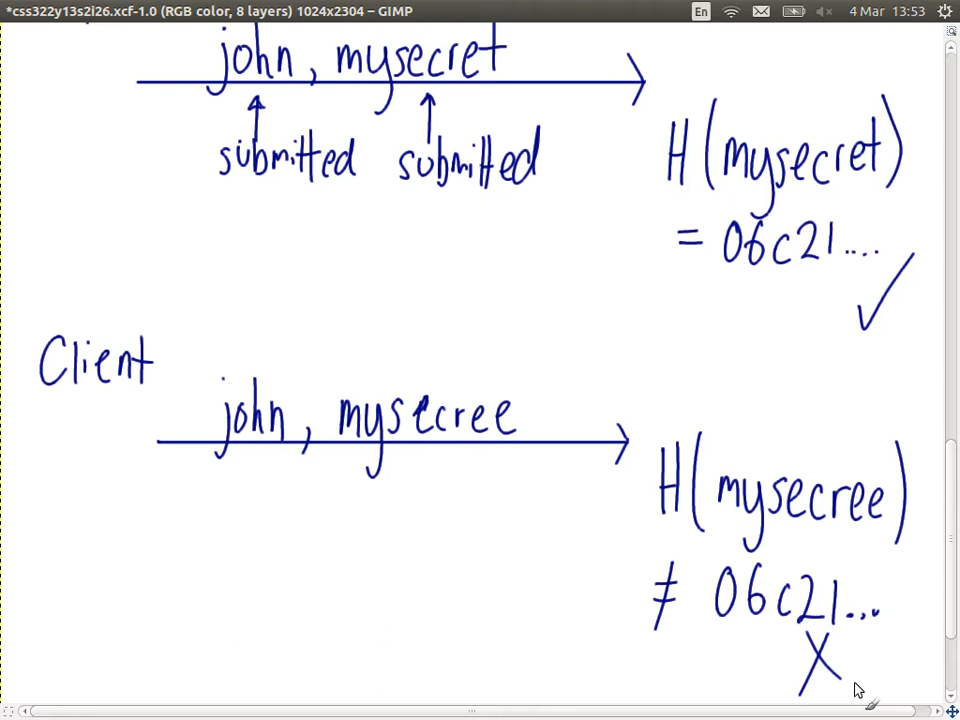 *css322y13s2i26.xcf-1.0 (RGB color, 8 layers) 1024x2304 – GIMP
En
4 Mar 13:53
john, mysecret
submitted submitted
H(mysecret)
= 06c21....
✓
Client
john, mysecree
H(mysecree)
≠ 06c21...
X